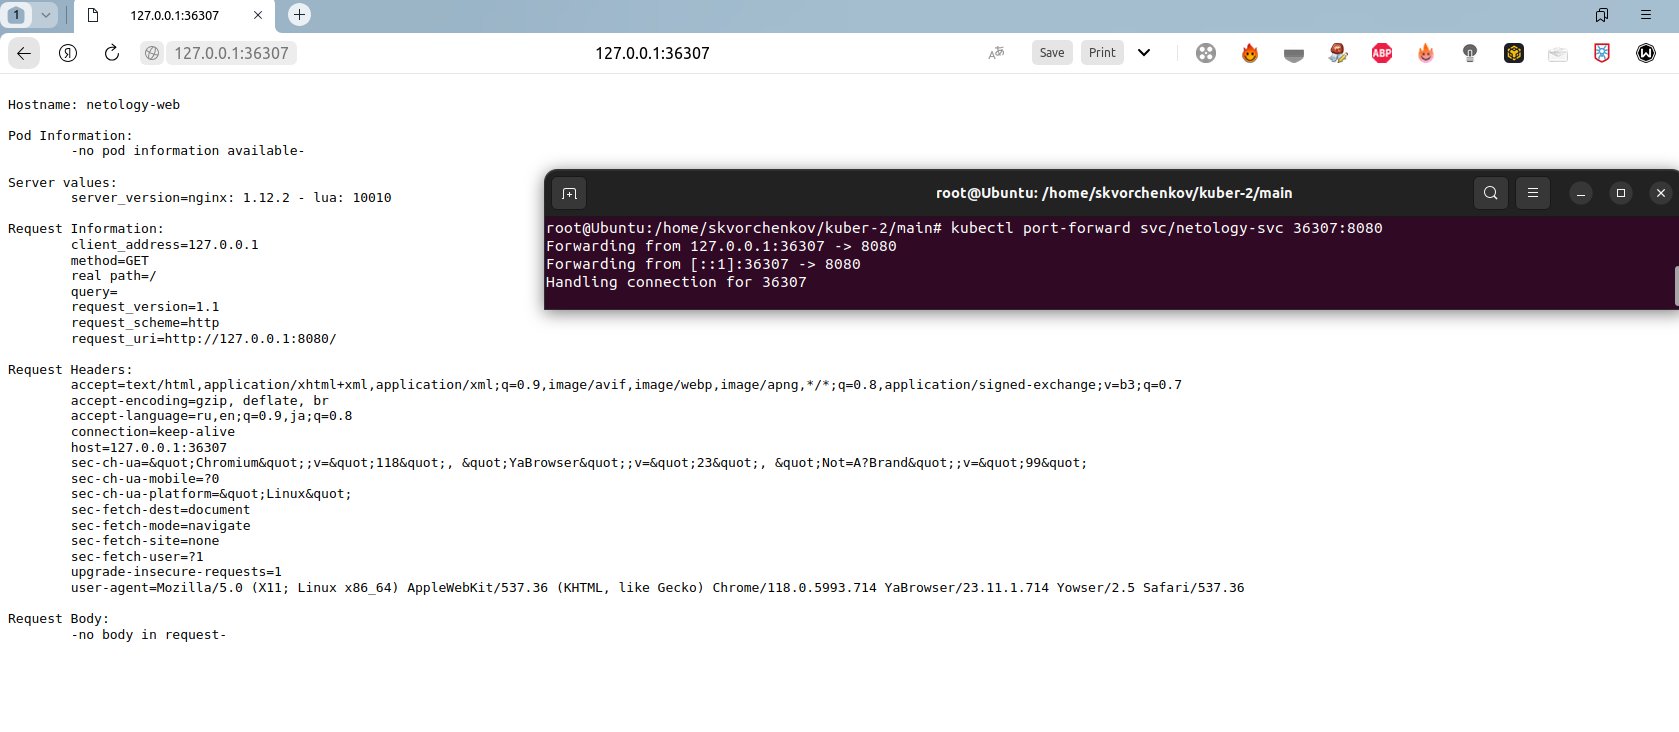 1
127.0.0.1:36307
127.0.0.1:36307
127.0.0.1:36307
Save
Print
ABP
Hostname: netology-web
Pod Information:
-no pod information available-
Server values:
server_version=nginx: 1.12.2 - lua: 10010
Request Information:
client_address=127.0.0.1
method=GET
real path=/
query=
request_version=1.1
request_scheme=http
request_uri=http://127.0.0.1:8080/
Request Headers:
accept=text/html,application/xhtml+xml,application/xml;q=0.9,image/avif,image/webp,image/apng,*/*;q=0.8,application/signed-exchange;v=b3;q=0.7
accept-encoding=gzip, deflate, br
accept-language=ru,en;q=0.9,ja;q=0.8
connection=keep-alive
host=127.0.0.1:36307
sec-ch-ua=&quot;Chromium&quot;;v=&quot;118&quot;, &quot;YaBrowser&quot;;v=&quot;23&quot;, &quot;Not=A?Brand&quot;;v=&quot;99&quot;
sec-ch-ua-mobile=?0
sec-ch-ua-platform=&quot;Linux&quot;
sec-fetch-dest=document
sec-fetch-mode=navigate
sec-fetch-site=none
sec-fetch-user=?1
upgrade-insecure-requests=1
user-agent=Mozilla/5.0 (X11; Linux x86_64) AppleWebKit/537.36 (KHTML, like Gecko) Chrome/118.0.5993.714 YaBrowser/23.11.1.714 Yowser/2.5 Safari/537.36
Request Body:
-no body in request-
root@Ubuntu: /home/skvorchenkov/kuber-2/main
root@Ubuntu:/home/skvorchenkov/kuber-2/main# kubectl port-forward svc/netology-svc 36307:8080
Forwarding from 127.0.0.1:36307 -> 8080
Forwarding from [::1]:36307 -> 8080
Handling connection for 36307